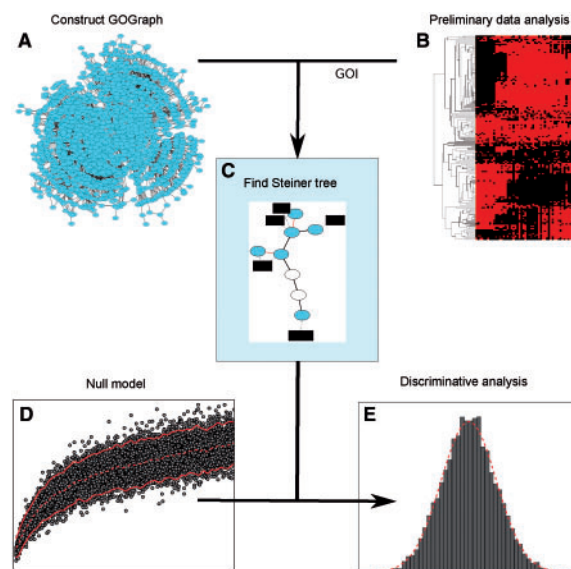 Construct GOGraph
Preliminary data analysis
A
B
GOI
C
Find Steiner tree
Null model
Discriminative analysis
D
E